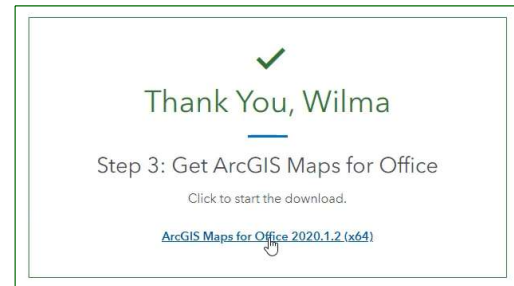 Thank You, Wilma
Step 3: Get ArcGIS Maps for Office
Click to start the download.
ArcGIS Maps for Office 2020.1.2 (x64)